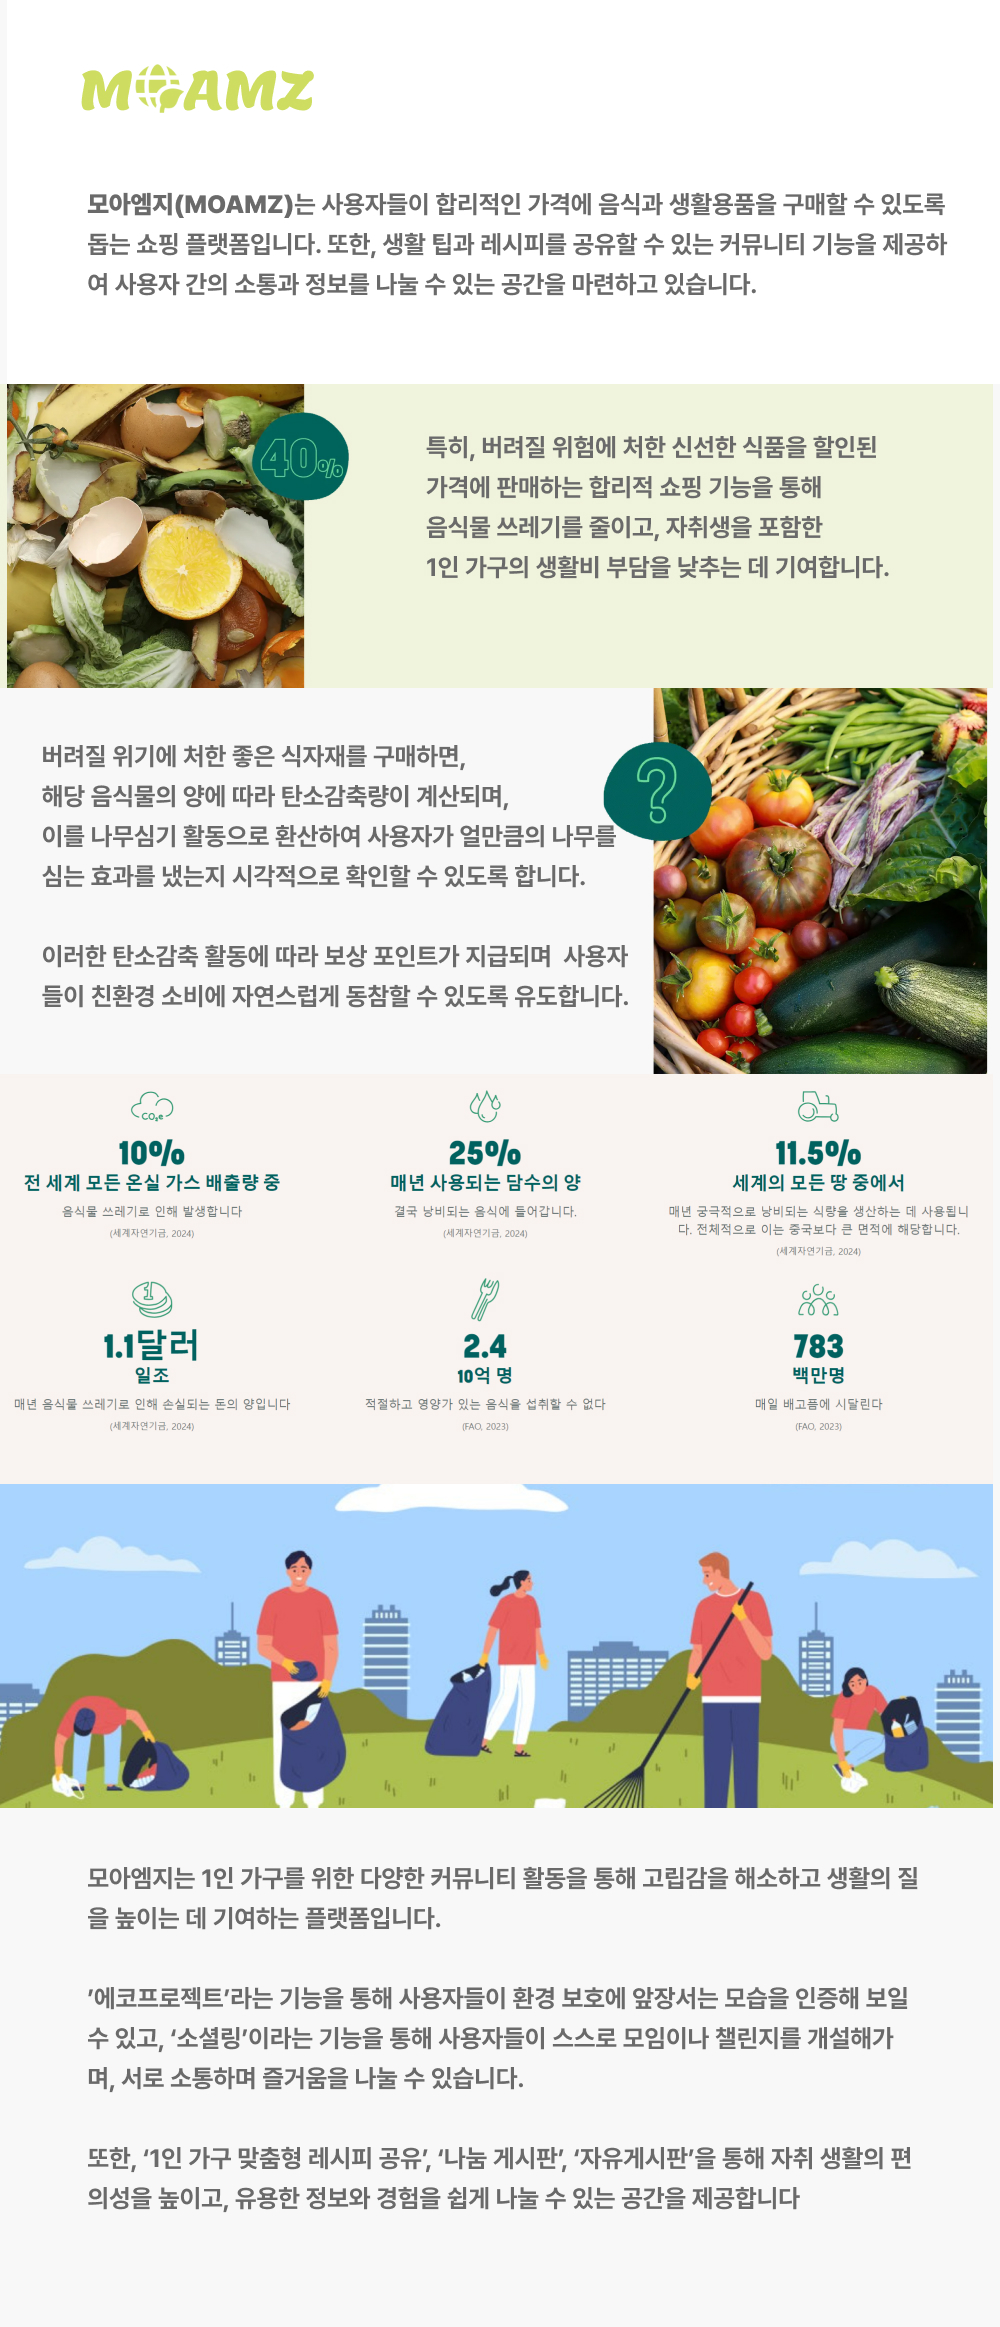 MOAMZ
모아엠지(MOAMZ)는 사용자들이 합리적인 가격에 음식과 생활용품을 구매할 수 있도록
돕는 쇼핑 플랫폼입니다. 또한, 생활 팁과 레시피를 공유할 수 있는 커뮤니티 기능을 제공하
여 사용자 간의 소통과 정보를 나눌 수 있는 공간을 마련하고 있습니다.
40%
특히, 버려질 위험에 처한 신선한 식품을 할인된
가격에 판매하는 합리적 쇼핑 기능을 통해
음식물 쓰레기를 줄이고, 자취생을 포함한
1인 가구의 생활비 부담을 낮추는 데 기여합니다.
버려질 위기에 처한 좋은 식자재를 구매하면,
해당 음식물의 양에 따라 탄소감축량이 계산되며,
이를 나무심기 활동으로 환산하여 사용자가 얼만큼의 나무를
심는 효과를 냈는지 시각적으로 확인할 수 있도록 합니다.
?
이러한 탄소감축 활동에 따라 보상 포인트가 지급되며  사용자
들이 친환경 소비에 자연스럽게 동참할 수 있도록 유도합니다.
CO₂e
10%
전 세계 모든 온실 가스 배출량 중
음식물 쓰레기로 인해 발생합니다
(세계자연기금, 2024)
25%
매년 사용되는 담수의 양
결국 낭비되는 음식에 들어갑니다.
(세계자연기금, 2024)
11.5%
세계의 모든 땅 중에서
매년 궁극적으로 낭비되는 식량을 생산하는 데 사용됩니
다. 전체적으로 이는 중국보다 큰 면적에 해당합니다.
(세계자연기금, 2024)
1
1.1달러
일조
매년 음식물 쓰레기로 인해 손실되는 돈의 양입니다
(세계자연기금, 2024)
2.4
10억 명
적절하고 영양가 있는 음식을 섭취할 수 없다
(FAO, 2023)
783
백만명
매일 배고픔에 시달린다
(FAO, 2023)
모아엠지는 1인 가구를 위한 다양한 커뮤니티 활동을 통해 고립감을 해소하고 생활의 질
을 높이는 데 기여하는 플랫폼입니다.
'에코프로젝트'라는 기능을 통해 사용자들이 환경 보호에 앞장서는 모습을 인증해 보일
수 있고, ‘소셜링’이라는 기능을 통해 사용자들이 스스로 모임이나 챌린지를 개설해가
며, 서로 소통하며 즐거움을 나눌 수 있습니다.
또한, ‘1인 가구 맞춤형 레시피 공유’, ‘나눔 게시판’, ‘자유게시판’을 통해 자취 생활의 편
의성을 높이고, 유용한 정보와 경험을 쉽게 나눌 수 있는 공간을 제공합니다